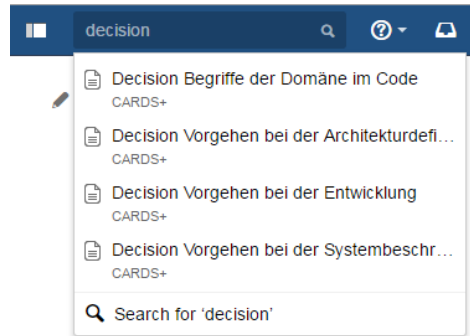 decision
Decision Begriffe der Domäne im Code
CARDS+
Decision Vorgehen bei der Architekturdefi...
CARDS+
Decision Vorgehen bei der Entwicklung
CARDS+
Decision Vorgehen bei der Systembeschr...
CARDS+
Search for ‘decision’